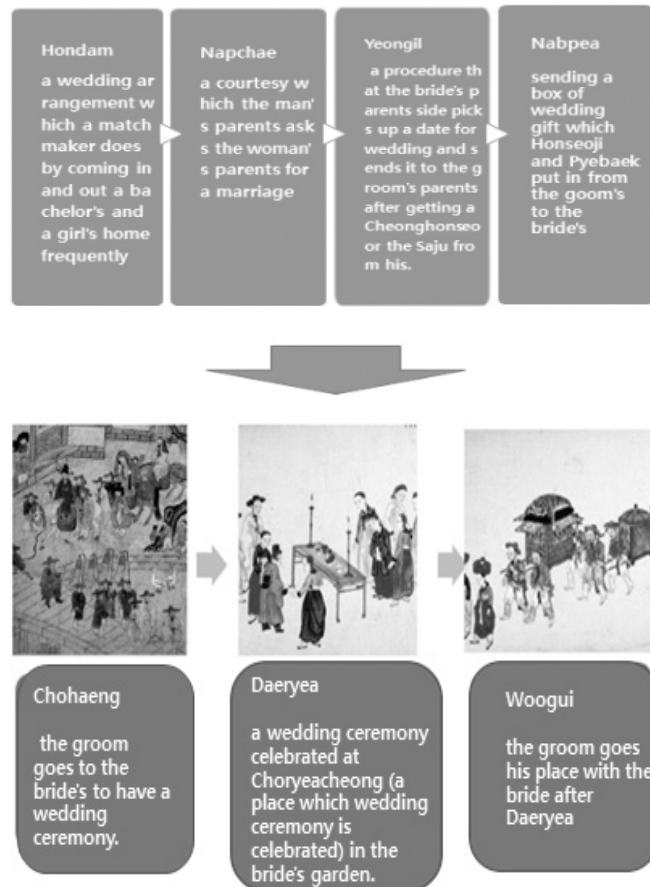 Hondam
a wedding ar
rangement w
hich a match
maker does
by coming in
and out a ba
chelor's and
a girl's home
frequently
Napchae
a courtesy w
hich the man'
s parents ask
s the woman'
s parents for
a marriage
Yeongil
a procedure th
at the bride's p
arents side pick
s up a date for
wedding and s
ends it to the g
room's parents
after getting a
Cheonghonseo
or the Saju fro
m his.
Nabpea
sending a
box of
wedding
gift which
Honseoji
and Pyebaek
put in from
the goom's
to the
bride's
Chohaeng
the groom
goes to the
bride's to have a
wedding
ceremony.
Daeryea
a wedding ceremony
celebrated at
Choryeacheong (a
place which wedding
ceremony is
celebrated) in the
bride's garden.
Woogui
the groom goes
his place with the
bride after
Daeryea